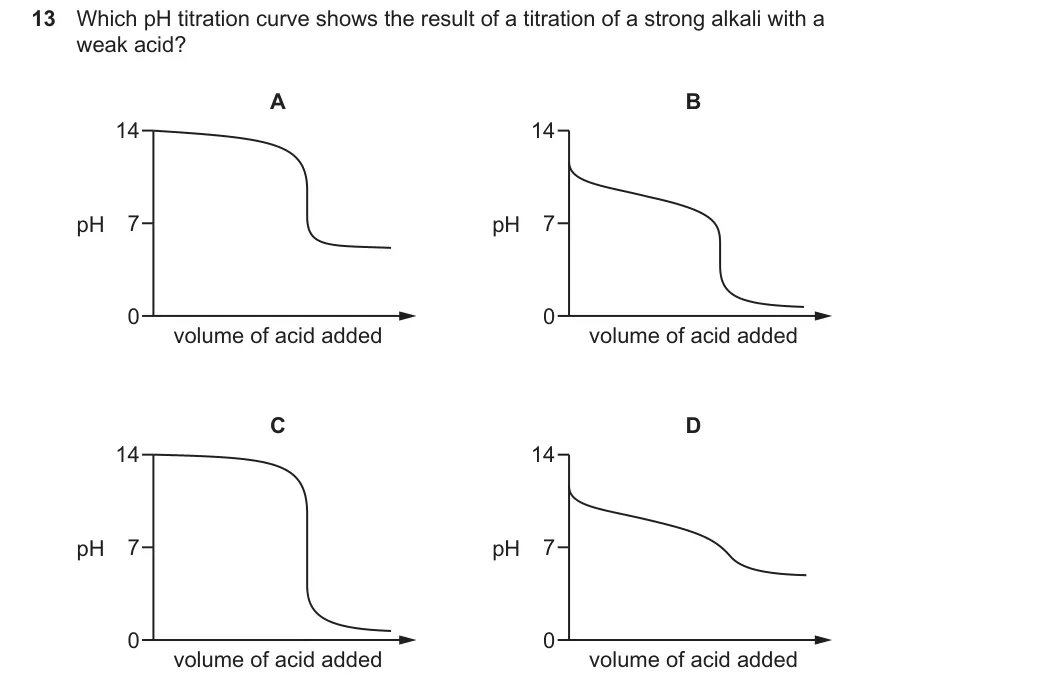 13 Which pH titration curve shows the result of a titration of a strong alkali with a
weak acid?
A
B
14
7
0
pH
volume of acid added
14
7
0
pH
volume of acid added
C
D
14
7
0
pH
volume of acid added
14
7
0
pH
volume of acid added